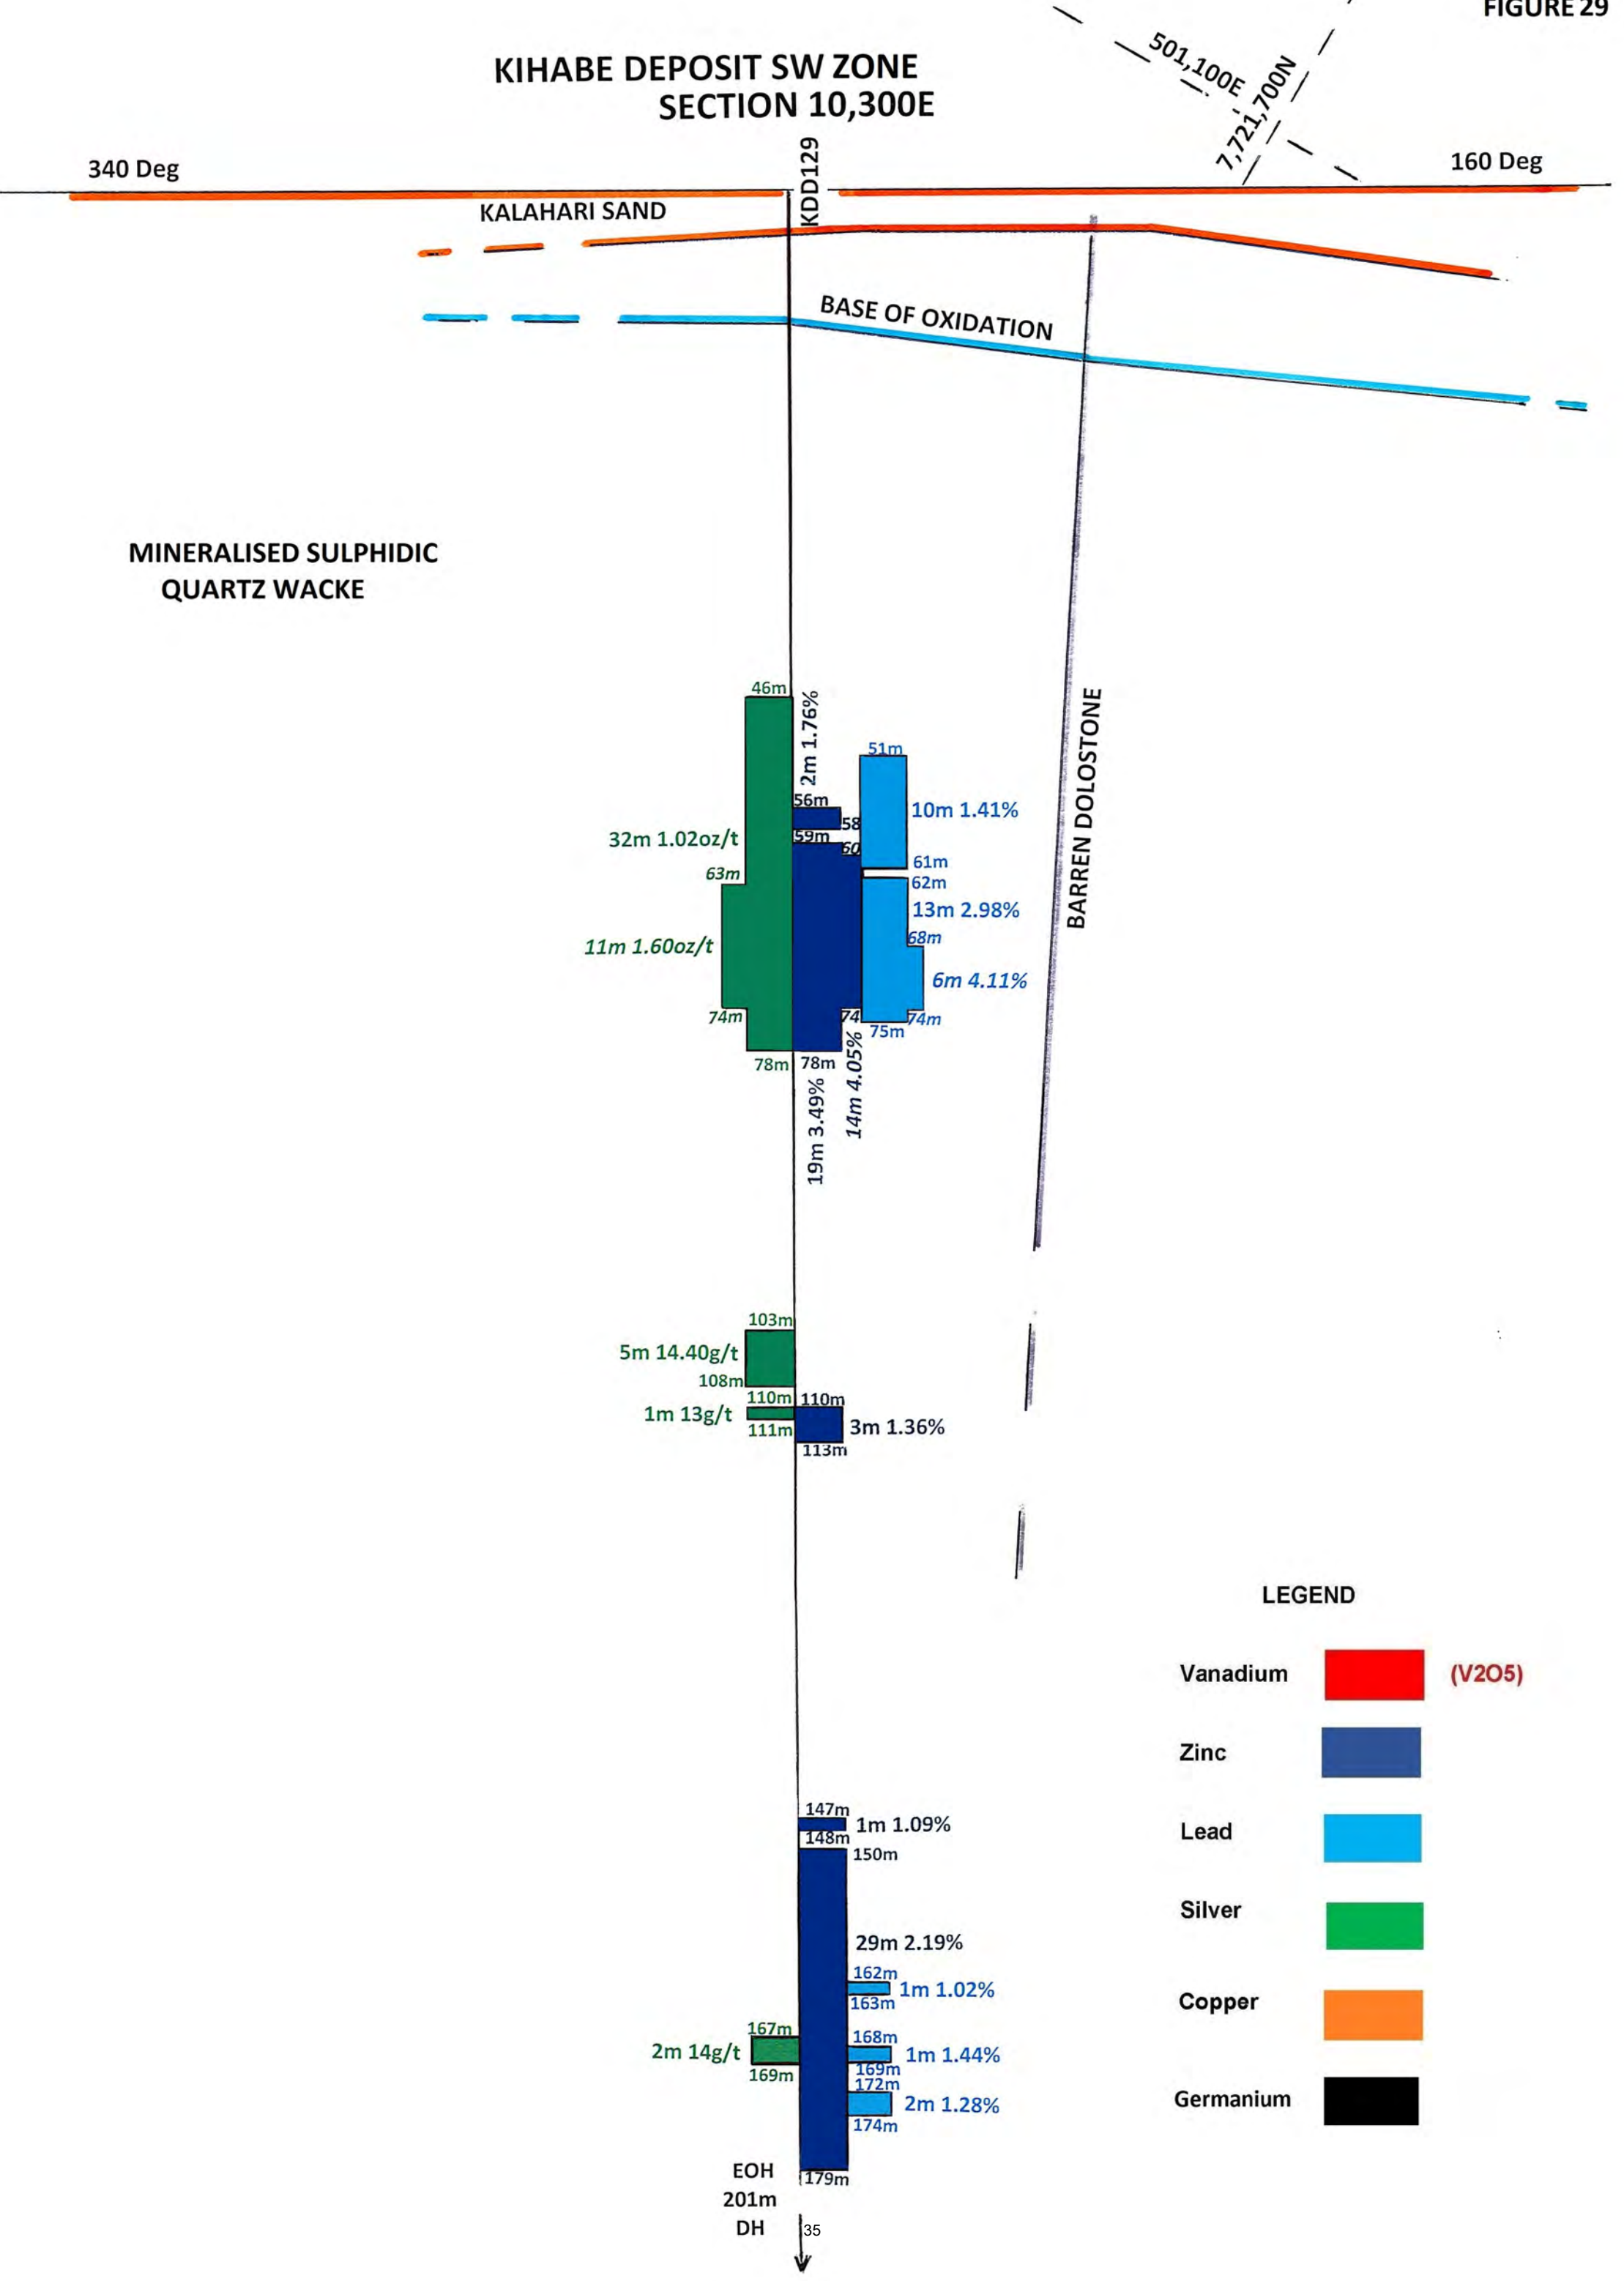 FIGURE 29
KIHABE DEPOSIT SW ZONE
SECTION 10,300E
501,100E
7,721,700N
340 Deg
KDD129
160 Deg
KALAHARI SAND
BASE OF OXIDATION
MINERALISED SULPHIDIC
QUARTZ WACKE
BARREN DOLOSTONE
46m
2m 1.76%
51m
56m
10m 1.41%
58
32m 1.02oz/t
59m
60
61m
63m
62m
13m 2.98%
68m
11m 1.60oz/t
6m 4.11%
74m
74
74m
75m
78m
78m
14m 4.05%
19m 3.49%
103m
5m 14.40g/t
108m
110m
110m
1m 13g/t
3m 1.36%
111m
113m
147m
1m 1.09%
148m
150m
29m 2.19%
162m
1m 1.02%
163m
167m
168m
2m 14g/t
1m 1.44%
169m
169m
172m
2m 1.28%
174m
179m
EOH
201m
DH
35
LEGEND
Vanadium
(V2O5)
Zinc
Lead
Silver
Copper
Germanium